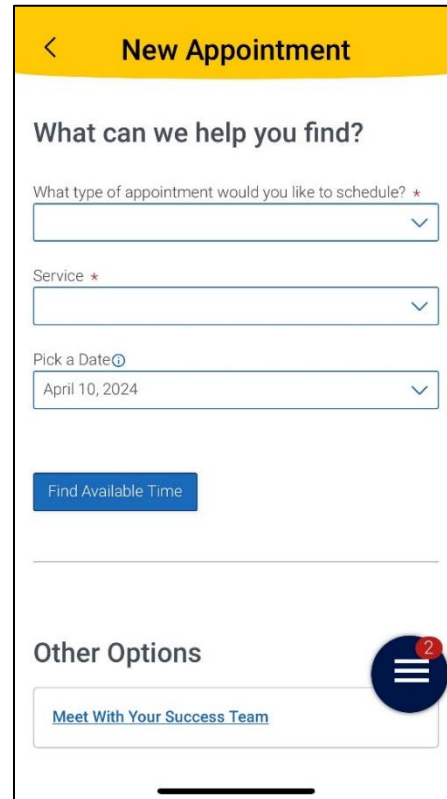 New Appointment
What can we help you find?
What type of appointment would you like to schedule? *
Service *
Pick a Date
April 10, 2024
Find Available Time
Other Options
2
Meet With Your Success Team